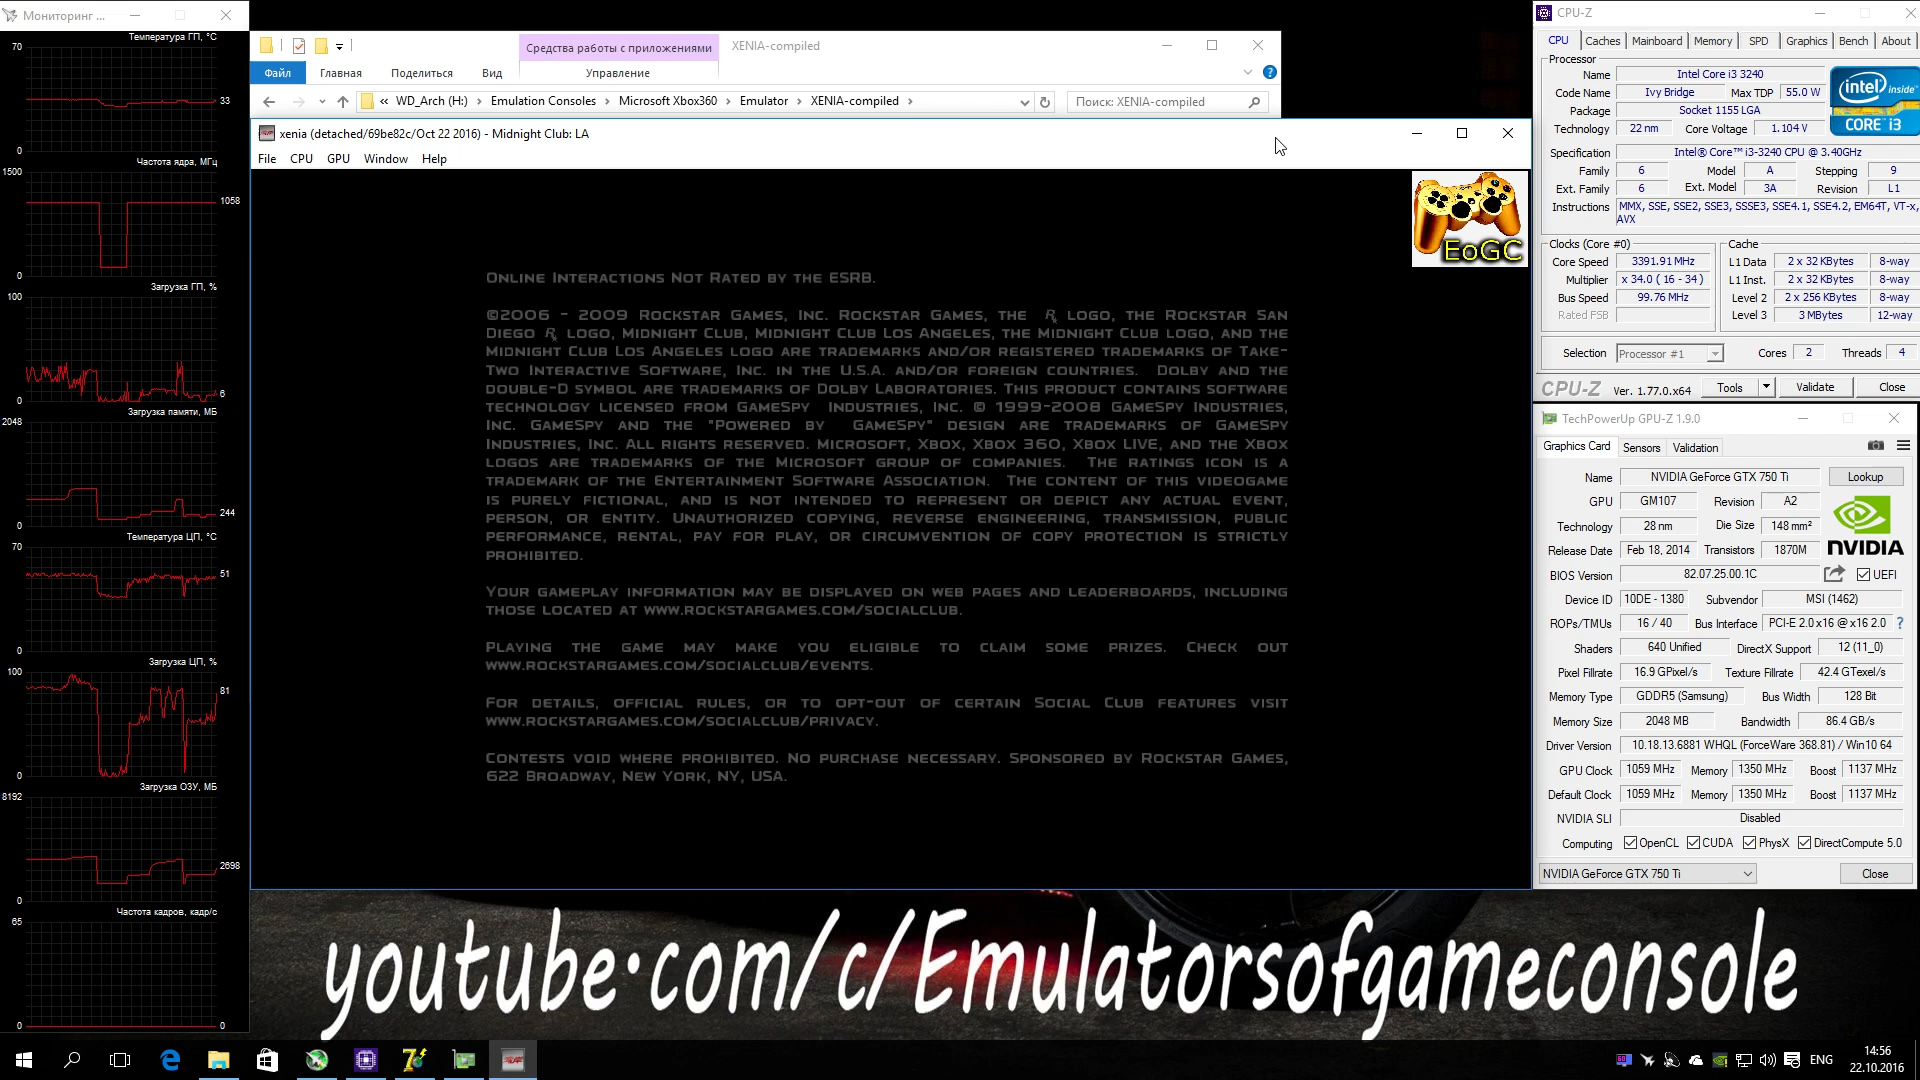 Мониторинг ...
Температура ГП, °C
70
33
0
Частота ядра, МГц
1500
1058
0
Загрузка ГП, %
100
6
0
Загрузка памяти, МБ
2048
244
0
Температура ЦП, °C
70
51
0
Загрузка ЦП, %
100
81
0
Загрузка ОЗУ, МБ
8192
2698
0
Частота кадров, кадр/с
65
0 0
Средства работы с приложениями XENIA-compiled
Файл Главная Поделиться Вид Управление
« WD_Arch (H:) › Emulation Consoles › Microsoft Xbox360 › Emulator › XENIA-compiled ›
Поиск: XENIA-compiled
xenia (detached/69be82c/Oct 22 2016) - Midnight Club: LA
File CPU GPU Window Help
EoGC
Online Interactions Not Rated by the ESRB.
©2006 - 2009 Rockstar Games, Inc. Rockstar Games, the R logo, the Rockstar San
Diego R logo, Midnight Club, Midnight Club Los Angeles, the Midnight Club logo, and the
Midnight Club Los Angeles logo are trademarks and/or registered trademarks of Take-
Two Interactive Software, Inc. in the U.S.A. and/or foreign countries. Dolby and the
double-D symbol are trademarks of Dolby Laboratories. This product contains software
technology licensed from GameSpy Industries, Inc. © 1999-2008 GameSpy Industries,
Inc. GameSpy and the "Powered by GameSpy" design are trademarks of GameSpy
Industries, Inc. All rights reserved. Microsoft, Xbox, Xbox 360, Xbox LIVE, and the Xbox
logos are trademarks of the Microsoft group of companies. The ratings icon is a
trademark of the Entertainment Software Association. The content of this videogame
is purely fictional, and is not intended to represent or depict any actual event,
person, or entity. Unauthorized copying, reverse engineering, transmission, public
performance, rental, pay for play, or circumvention of copy protection is strictly
prohibited.
Your gameplay information may be displayed on web pages and leaderboards, including
those located at www.rockstargames.com/socialclub.
Playing the game may make you eligible to claim some prizes. Check out
www.rockstargames.com/socialclub/events.
For details, official rules, or to opt-out of certain Social Club features visit
www.rockstargames.com/socialclub/privacy.
Contests void where prohibited. No purchase necessary. Sponsored by Rockstar Games,
622 Broadway, New York, NY, USA.
CPU-Z
CPU Caches Mainboard Memory SPD Graphics Bench About
Processor
Name Intel Core i3 3240
Code Name Ivy Bridge Max TDP 55.0 W
Package Socket 1155 LGA
Technology 22 nm Core Voltage 1.104 V
intel inside™
CORE i3
Specification Intel® Core™ i3-3240 CPU @ 3.40GHz
Family 6 Model A Stepping 9
Ext. Family 6 Ext. Model 3A Revision L1
Instructions MMX, SSE, SSE2, SSE3, SSSE3, SSE4.1, SSE4.2, EM64T, VT-x,
AVX
Clocks (Core #0) Cache
Core Speed 3391.91 MHz L1 Data 2 x 32 KBytes 8-way
Multiplier x 34.0 ( 16 - 34 ) L1 Inst. 2 x 32 KBytes 8-way
Bus Speed 99.76 MHz Level 2 2 x 256 KBytes 8-way
Rated FSB Level 3 3 MBytes 12-way
Selection Processor #1 Cores 2 Threads 4
CPU-Z Ver. 1.77.0.x64 Tools Validate Close
TechPowerUp GPU-Z 1.9.0
Graphics Card Sensors Validation
Name NVIDIA GeForce GTX 750 Ti Lookup
GPU GM107 Revision A2
Technology 28 nm Die Size 148 mm²
Release Date Feb 18, 2014 Transistors 1870M
NVIDIA
BIOS Version 82.07.25.00.1C UEFI
Device ID 10DE - 1380 Subvendor MSI (1462)
ROPs/TMUs 16 / 40 Bus Interface PCI-E 2.0 x16 @ x16 2.0 ?
Shaders 640 Unified DirectX Support 12 (11_0)
Pixel Fillrate 16.9 GPixel/s Texture Fillrate 42.4 GTexel/s
Memory Type GDDR5 (Samsung) Bus Width 128 Bit
Memory Size 2048 MB Bandwidth 86.4 GB/s
Driver Version 10.18.13.6881 WHQL (ForceWare 368.81) / Win10 64
GPU Clock 1059 MHz Memory 1350 MHz Boost 1137 MHz
Default Clock 1059 MHz Memory 1350 MHz Boost 1137 MHz
NVIDIA SLI Disabled
Computing OpenCL CUDA PhysX DirectCompute 5.0
NVIDIA GeForce GTX 750 Ti Close
youtube.com/c/Emulatorsofgameconsole
ENG
14:56
22.10.2016